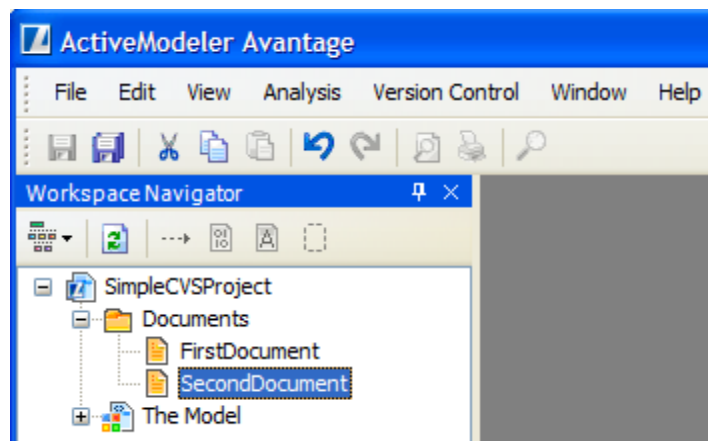 ActiveModeler Avantage
File Edit View Analysis Version Control Window Help
Workspace Navigator
SimpleCVSProject
Documents
FirstDocument
SecondDocument
The Model